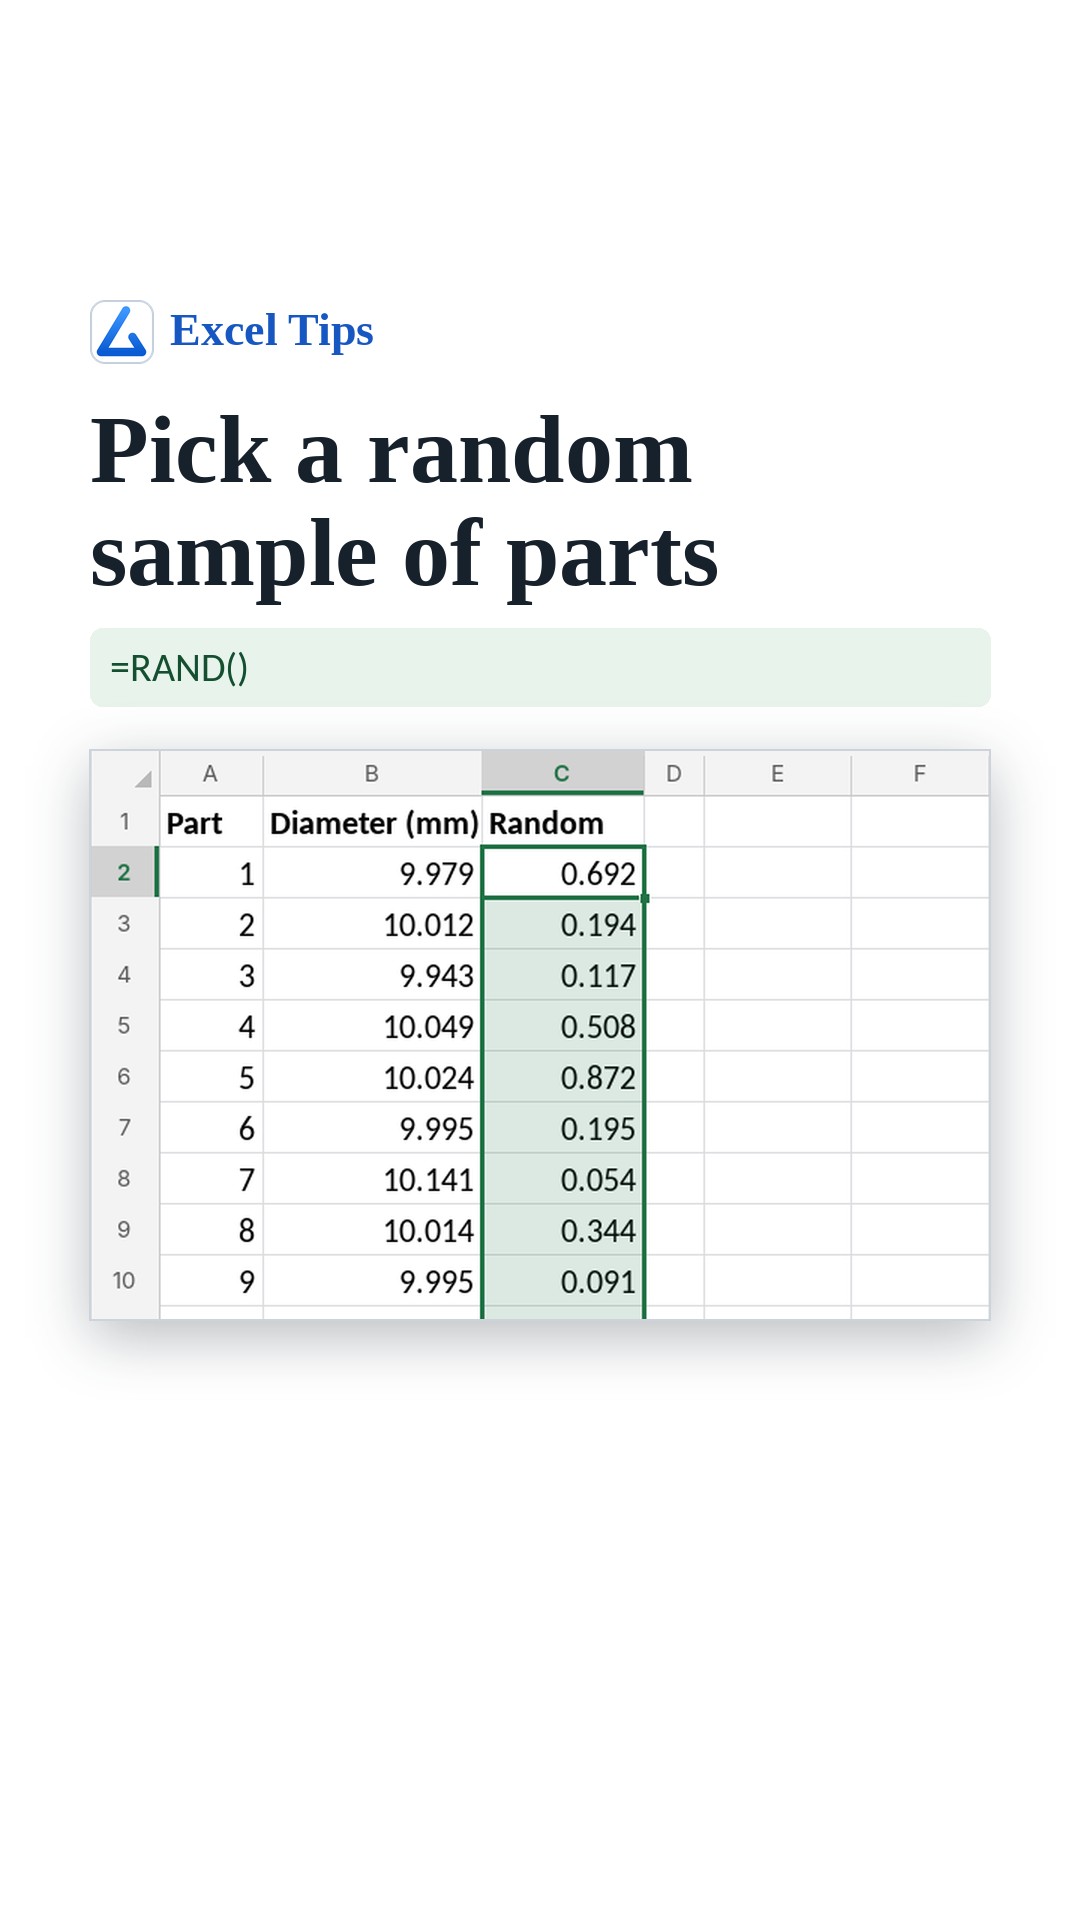 Excel Tips
Pick a random
sample of parts
=RAND()
A B C D E F
1 Part Diameter (mm) Random
2 1 9.979 0.692
3 2 10.012 0.194
4 3 9.943 0.117
5 4 10.049 0.508
6 5 10.024 0.872
7 6 9.995 0.195
8 7 10.141 0.054
9 8 10.014 0.344
10 9 9.995 0.091